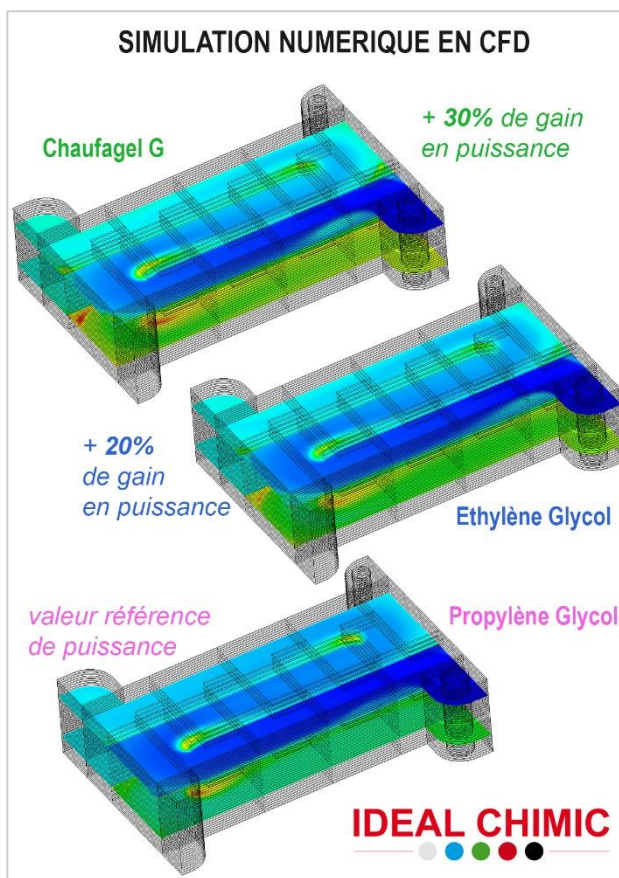 SIMULATION NUMERIQUE EN CFD
Chaufagel G
+ 30% de gain
en puissance
+ 20%
de gain
en puissance
Ethylène Glycol
valeur référence
de puissance
Propylène Glycol
IDEAL CHIMIC